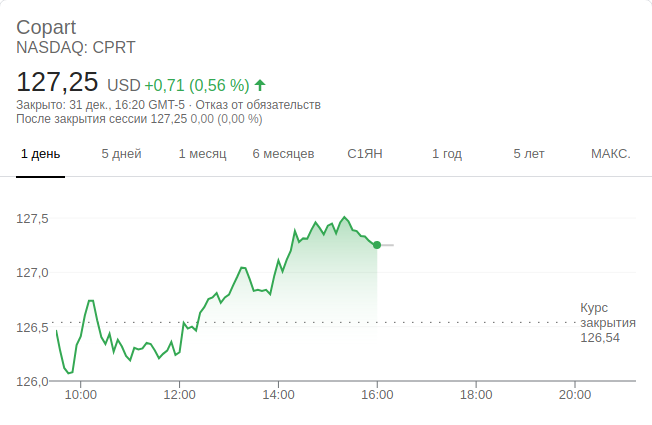 Copart
NASDAQ: CPRT
127,25 USD +0,71 (0,56 %)
Закрыто: 31 дек., 16:20 GMT-5 · Отказ от обязательств
После закрытия сессии 127,25 0,00 (0,00 %)
1 день 5 дней 1 месяц 6 месяцев С1ЯН 1 год 5 лет МАКС.
127,5
127,0
126,5
126,0
Курс
закрытия
126,54
10:00 12:00 14:00 16:00 18:00 20:00